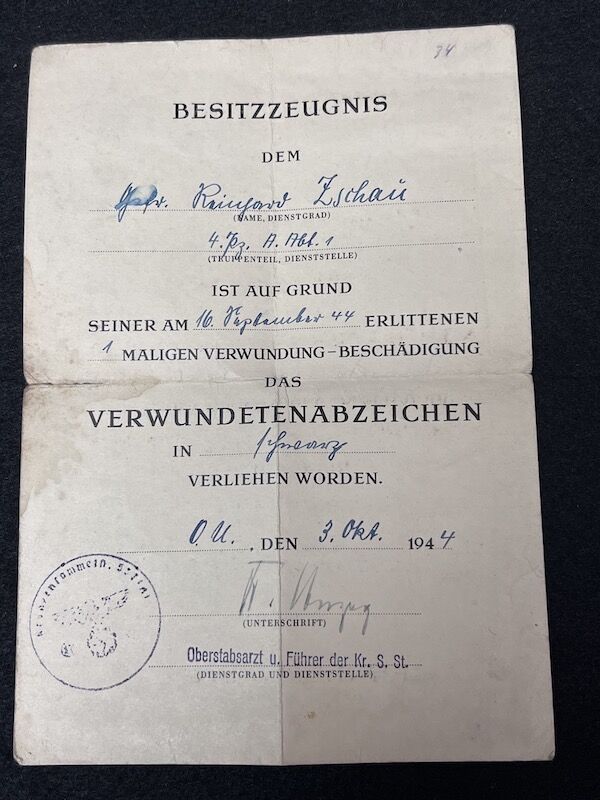 34
BESITZZEUGNIS
DEM
Gefr. Reinhard Zschau
(NAME, DIENSTGRAD)
4. Pz. A. Abt. 1
(TRUPPENTEIL, DIENSTSTELLE)
IST AUF GRUND
SEINER AM 16. September 44 ERLITTENEN
1 MALIGEN VERWUNDUNG – BESCHÄDIGUNG
DAS
VERWUNDETENABZEICHEN
IN schwarz
VERLIEHEN WORDEN.
O.U. , DEN 3. Okt. 1944
(UNTERSCHRIFT)
Oberstabsarzt u. Führer der Kr. S. St.
(DIENSTGRAD UND DIENSTSTELLE)